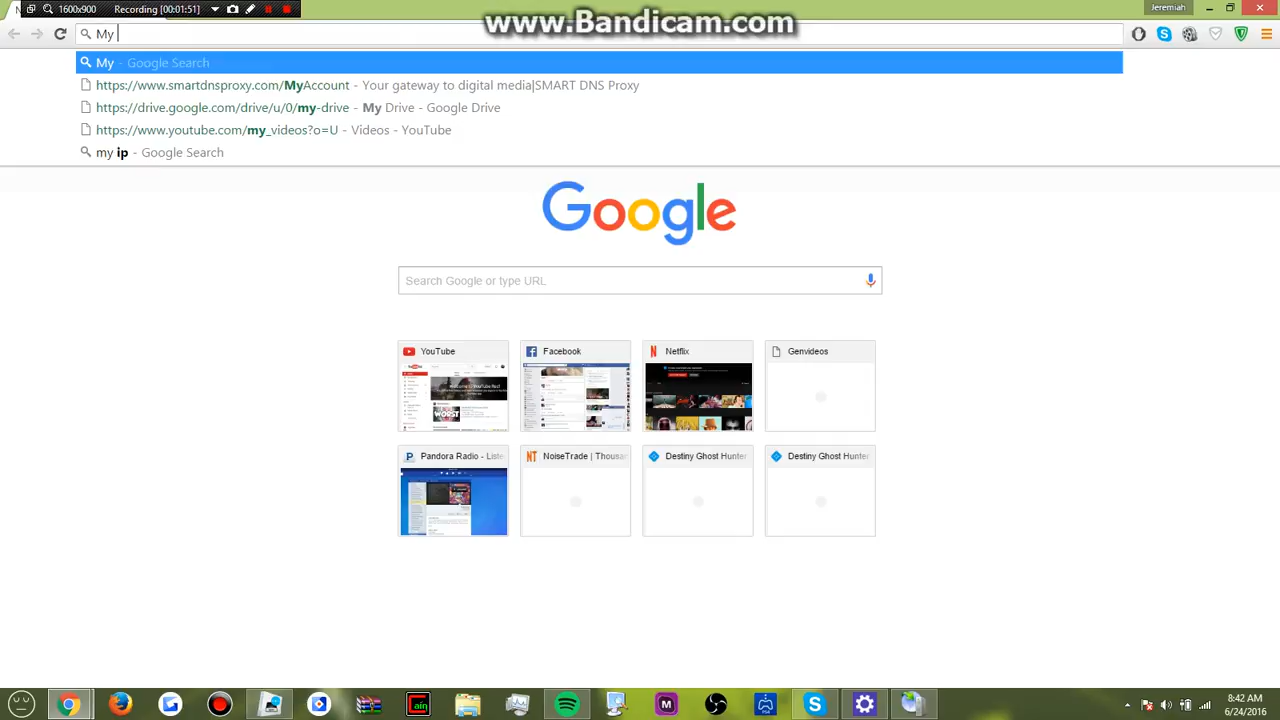 1600x900 Recording [00:01:51]
www.Bandicam.com
Jeremiah
My
My - Google Search
https://www.smartdnsproxy.com/MyAccount - Your gateway to digital media|SMART DNS Proxy
https://drive.google.com/drive/u/0/my-drive - My Drive - Google Drive
https://www.youtube.com/my_videos?o=U - Videos - YouTube
my ip - Google Search
Google
Search Google or type URL
YouTube Facebook Netflix Genvideos
WORST
Pandora Radio - Liste NoiseTrade | Thousan Destiny Ghost Hunter Destiny Ghost Hunter
8:42 AM
6/24/2016